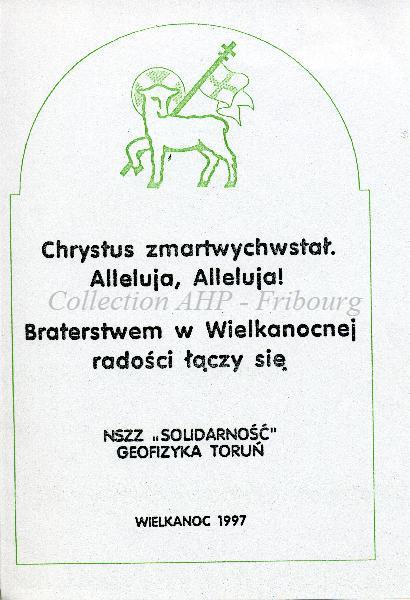 Chrystus zmartwychwstał.
Alleluja, Alleluja!
Collection AHP - Fribourg
Braterstwem w Wielkanocnej
radości łączy się
NSZZ „SOLIDARNOŚĆ”
GEOFIZYKA TORUŃ
WIELKANOC 1997